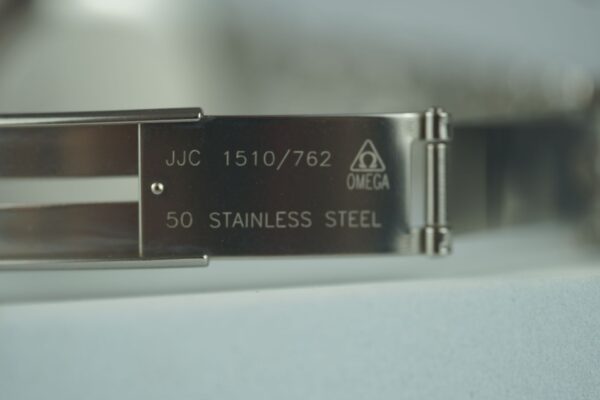 JJC 1510/762
Ω
OMEGA
50 STAINLESS STEEL